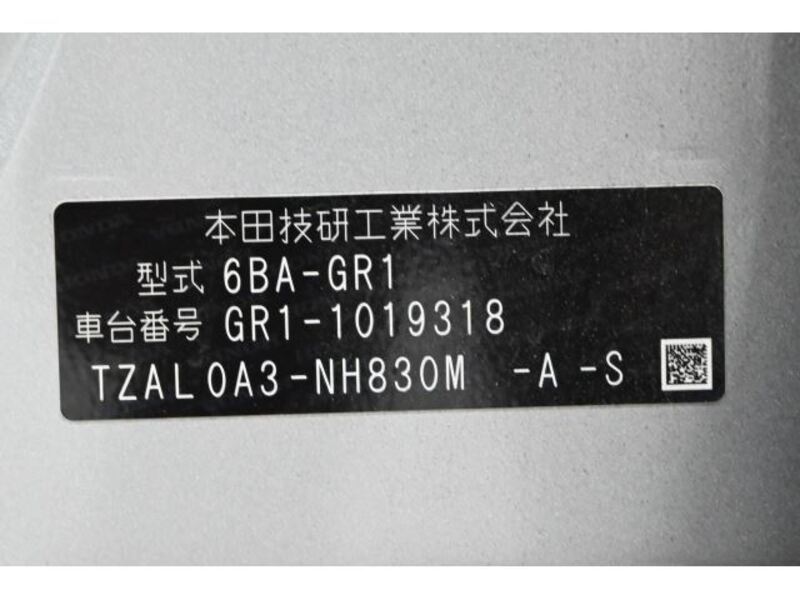 本田技研工業株式会社
型式 6BA-GR1
車台番号 GR1-1019318
TZAL0A3-NH830M -A -S